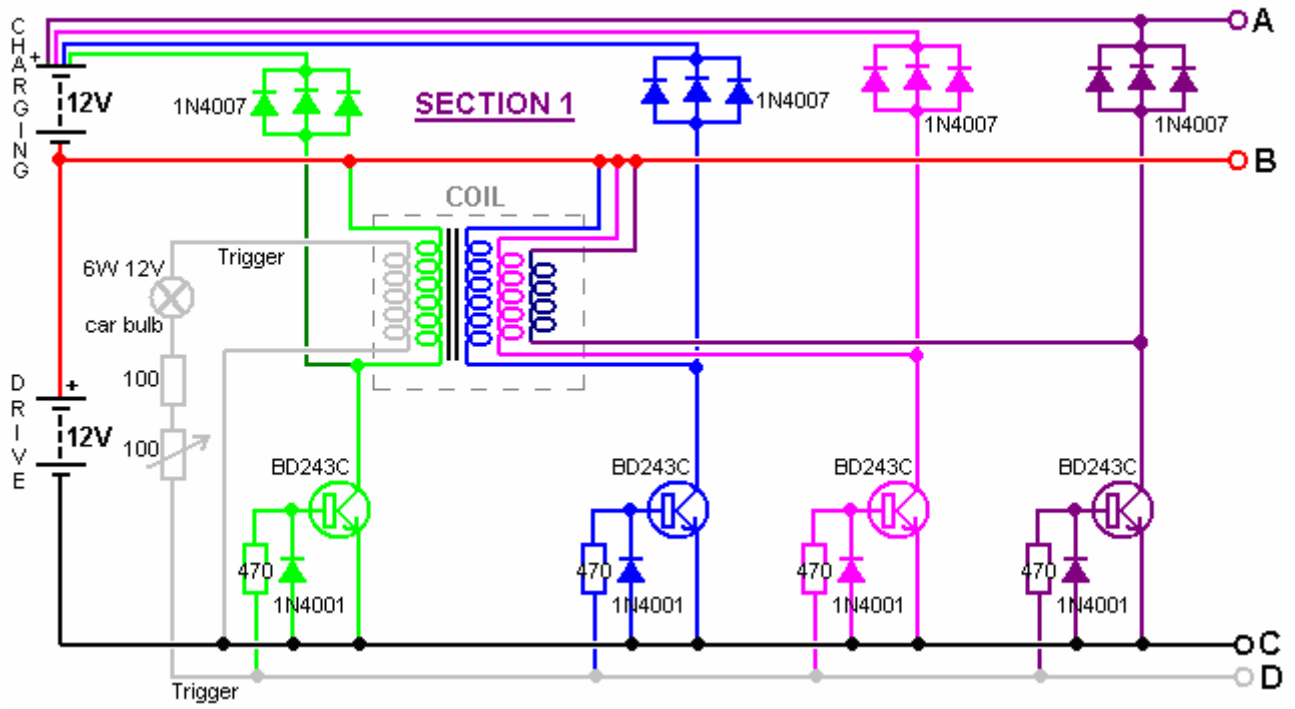 CHARGING
+
12V
1N4007
SECTION 1
1N4007
1N4007
1N4007
A
B
COIL
Trigger
6W 12V
car bulb
100
100
DRIVE
+
12V
BD243C
BD243C
BD243C
BD243C
470
1N4001
470
1N4001
470
1N4001
470
1N4001
C
D
Trigger